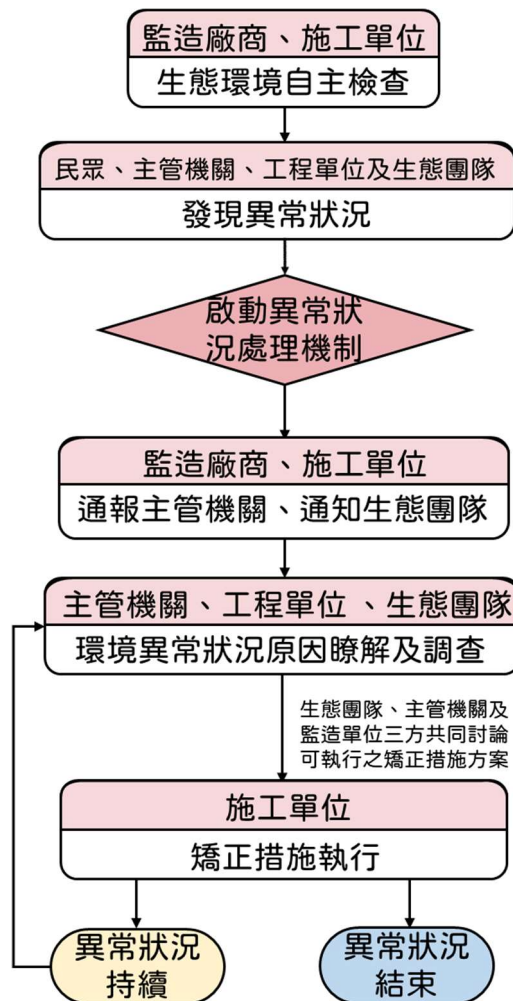 監造廠商、施工單位
生態環境自主檢查
民眾、主管機關、工程單位及生態團隊
發現異常狀況
啟動異常狀
況處理機制
監造廠商、施工單位
通報主管機關、通知生態團隊
主管機關、工程單位、生態團隊
環境異常狀況原因瞭解及調查
生態團隊、主管機關及
監造單位三方共同討論
可執行之矯正措施方案
施工單位
矯正措施執行
異常狀況
持續
異常狀況
結束